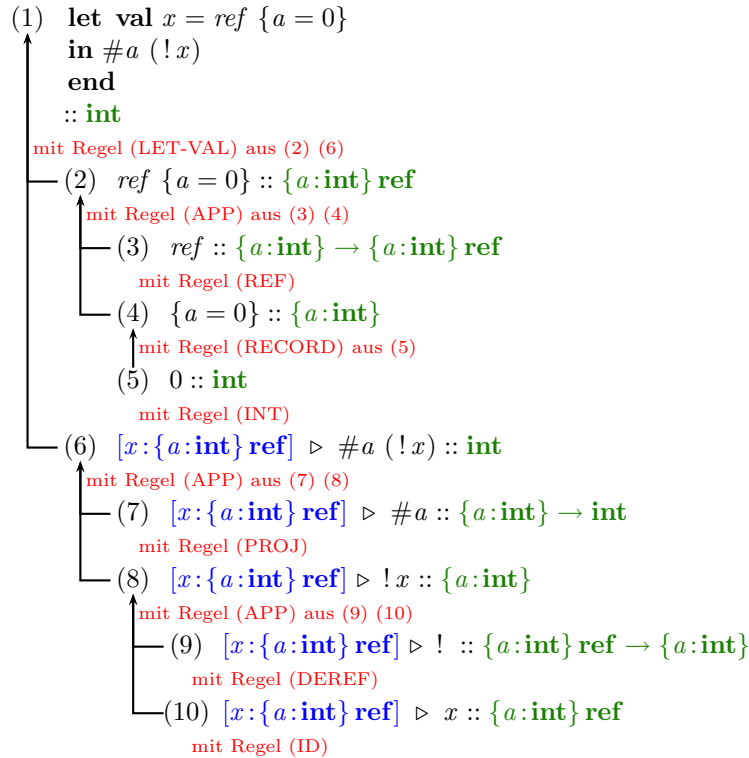 (1) let val x = ref {a = 0}
in #a (! x)
end
:: int
mit Regel (LET-VAL) aus (2) (6)
(2) ref {a = 0} :: {a : int} ref
mit Regel (APP) aus (3) (4)
(3) ref :: {a : int} → {a : int} ref
mit Regel (REF)
(4) {a = 0} :: {a : int}
mit Regel (RECORD) aus (5)
(5) 0 :: int
mit Regel (INT)
(6) [x : {a : int} ref] ▷ #a (! x) :: int
mit Regel (APP) aus (7) (8)
(7) [x : {a : int} ref] ▷ #a :: {a : int} → int
mit Regel (PROJ)
(8) [x : {a : int} ref] ▷ ! x :: {a : int}
mit Regel (APP) aus (9) (10)
(9) [x : {a : int} ref] ▷ ! :: {a : int} ref → {a : int}
mit Regel (DEREF)
(10) [x : {a : int} ref] ▷ x :: {a : int} ref
mit Regel (ID)